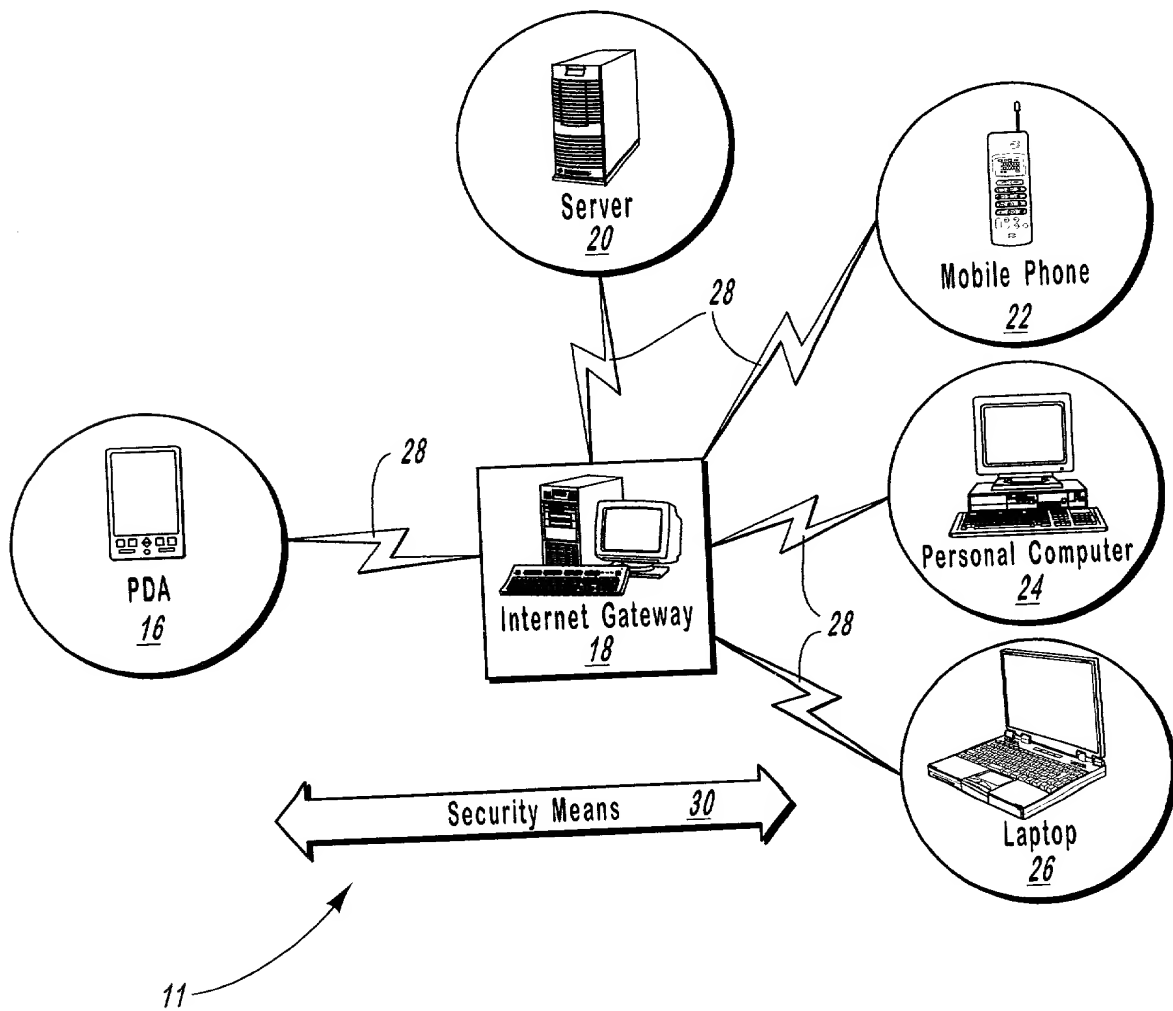 Server
20
Mobile Phone
22
28
PDA
16
28
Internet Gateway
18
Personal Computer
24
28
Security Means 30
Laptop
26
11